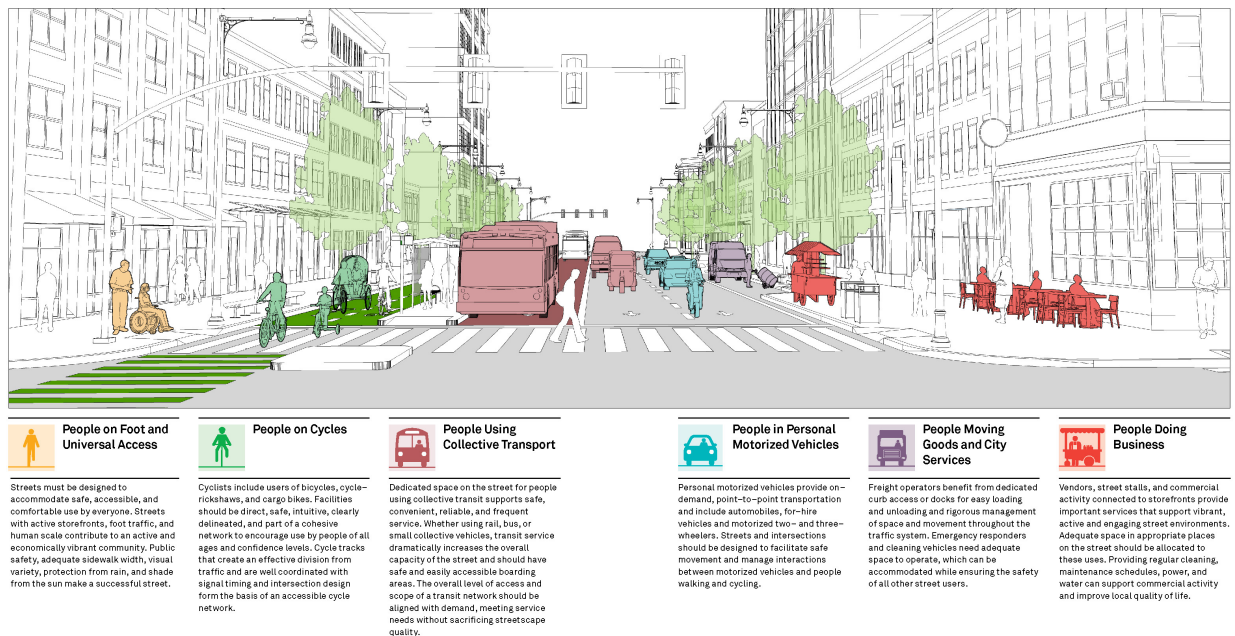 People on Foot and
Universal Access
Streets must be designed to
accommodate safe, accessible, and
comfortable use by everyone. Streets
with active storefronts, foot traffic, and
human scale contribute to an active and
economically vibrant community. Public
safety, adequate sidewalk width, visual
variety, protection from rain, and shade
from the sun make a successful street.
People on Cycles
Cyclists include users of bicycles, cycle-
rickshaws, and cargo bikes. Facilities
should be direct, safe, intuitive, clearly
delineated, and part of a cohesive
network to encourage use by people of all
ages and confidence levels. Cycle tracks
that create an effective division from
traffic and are well coordinated with
signal timing and intersection design
form the basis of an accessible cycle
network.
People Using
Collective Transport
Dedicated space on the street for people
using collective transit supports safe,
convenient, reliable, and frequent
service. Whether using rail, bus, or
small collective vehicles, transit service
dramatically increases the overall
capacity of the street and should have
safe and easily accessible boarding
areas. The overall level of access and
scope of a transit network should be
aligned with demand, meeting service
needs without sacrificing streetscape
quality.
People in Personal
Motorized Vehicles
Personal motorized vehicles provide on-
demand, point-to-point transportation
and include automobiles, for-hire
vehicles and motorized two- and three-
wheelers. Streets and intersections
should be designed to facilitate safe
movement and manage interactions
between motorized vehicles and people
walking and cycling.
People Moving
Goods and City
Services
Freight operators benefit from dedicated
curb access or docks for easy loading
and unloading and rigorous management
of space and movement throughout the
traffic system. Emergency responders
and cleaning vehicles need adequate
space to operate, which can be
accommodated while ensuring the safety
of all other street users.
People Doing
Business
Vendors, street stalls, and commercial
activity connected to storefronts provide
important services that support vibrant,
active and engaging street environments.
Adequate space in appropriate places
on the street should be allocated to
these uses. Providing regular cleaning,
maintenance schedules, power, and
water can support commercial activity
and improve local quality of life.